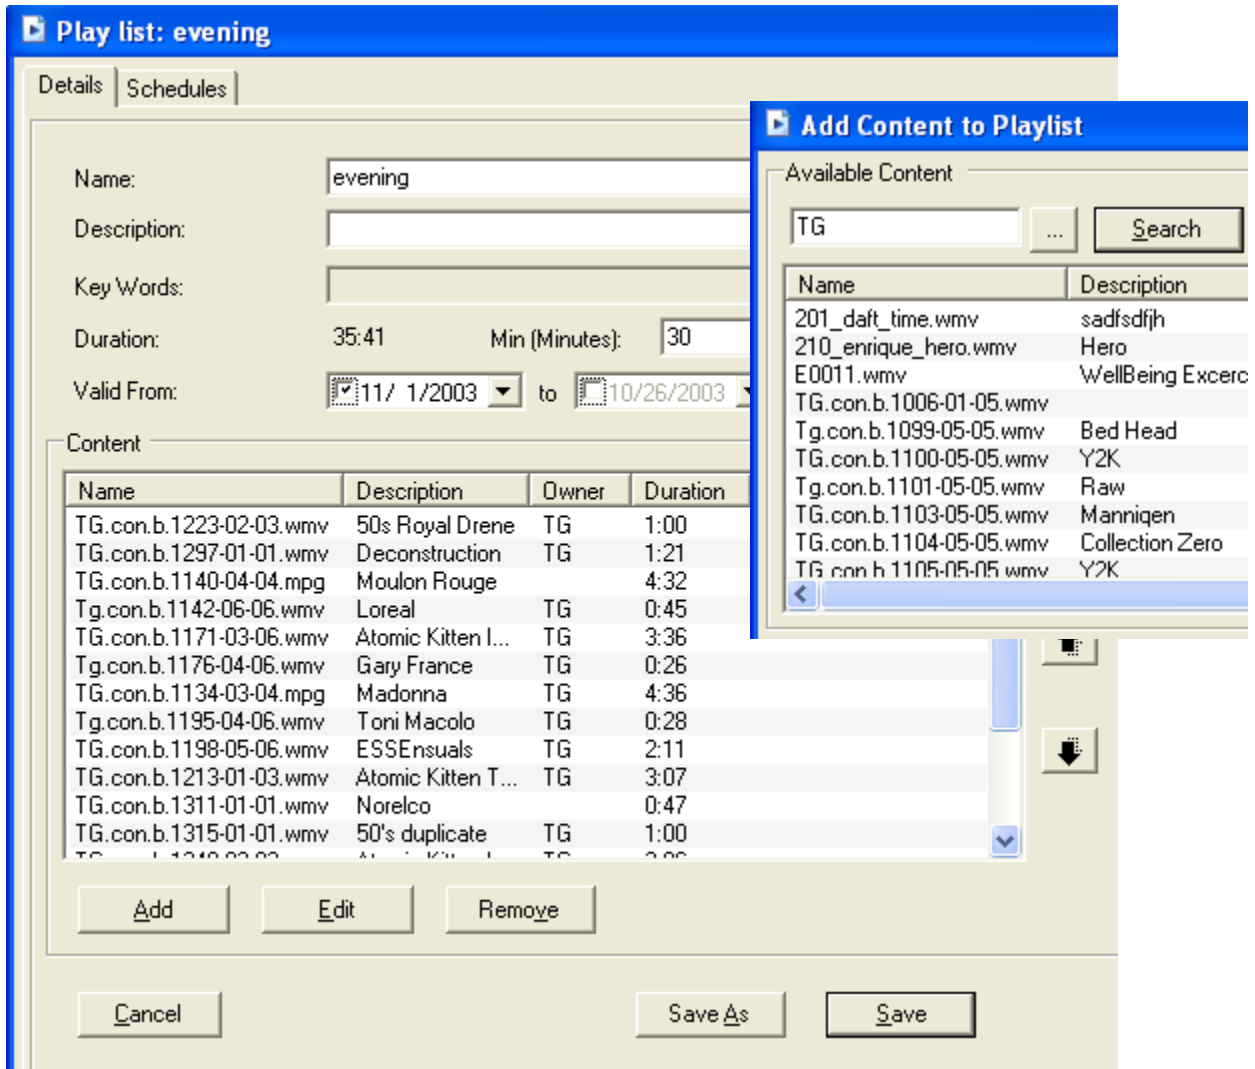 Play list: evening
Details Schedules
Name: evening
Description:
Key Words:
Duration: 35:41 Min (Minutes): 30
Valid From: 11/ 1/2003 to 10/26/2003
Content
Name Description Owner Duration
TG.con.b.1223-02-03.wmv 50s Royal Drene TG 1:00
TG.con.b.1297-01-01.wmv Deconstruction TG 1:21
TG.con.b.1140-04-04.mpg Moulon Rouge 4:32
Tg.con.b.1142-06-06.wmv Loreal TG 0:45
TG.con.b.1171-03-06.wmv Atomic Kitten I... TG 3:36
Tg.con.b.1176-04-06.wmv Gary France TG 0:26
TG.con.b.1134-03-04.mpg Madonna TG 4:36
Tg.con.b.1195-04-06.wmv Toni Macolo TG 0:28
TG.con.b.1198-05-06.wmv ESSEnsuals TG 2:11
TG.con.b.1213-01-03.wmv Atomic Kitten T... TG 3:07
TG.con.b.1311-01-01.wmv Norelco 0:47
TG.con.b.1315-01-01.wmv 50's duplicate TG 1:00
Add Edit Remove
Cancel Save As Save
Add Content to Playlist
Available Content
TG ... Search
Name Description
201_daft_time.wmv sadfsdfjh
210_enrique_hero.wmv Hero
E0011.wmv WellBeing Excerc
TG.con.b.1006-01-05.wmv
Tg.con.b.1099-05-05.wmv Bed Head
TG.con.b.1100-05-05.wmv Y2K
Tg.con.b.1101-05-05.wmv Raw
TG.con.b.1103-05-05.wmv Manniqen
TG.con.b.1104-05-05.wmv Collection Zero
TG.con.b.1105-05-05.wmv Y2K